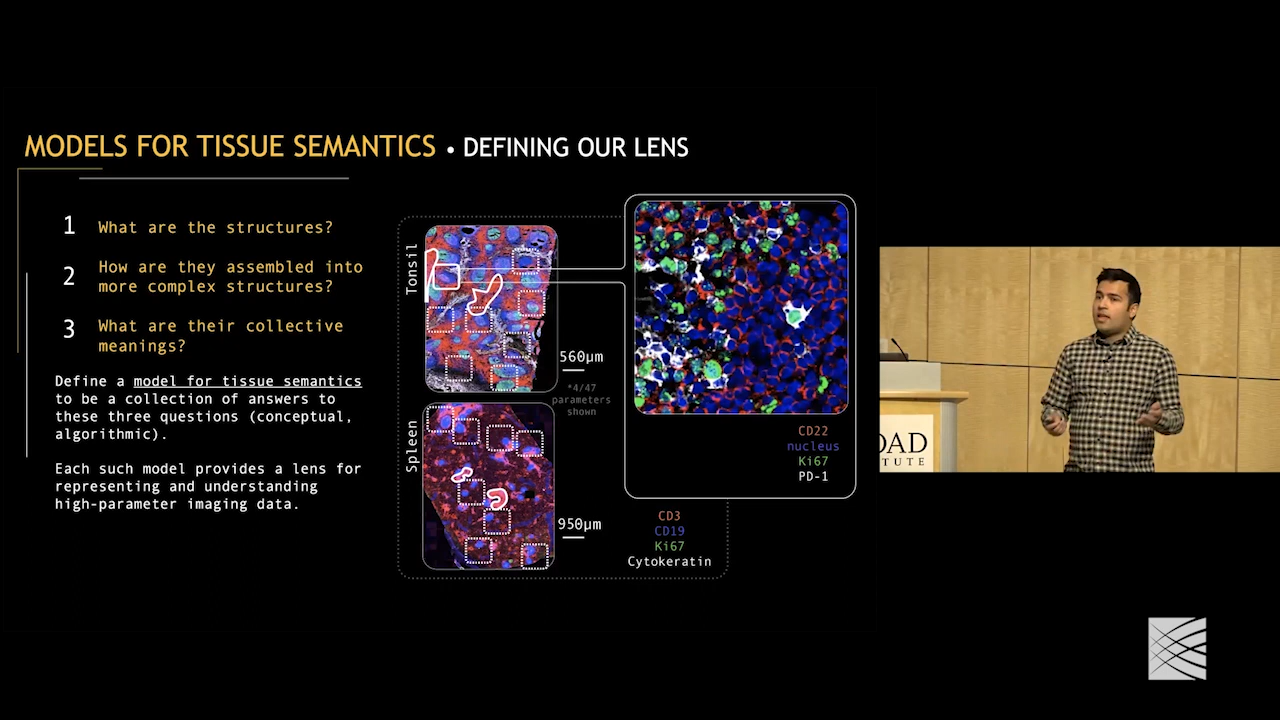 MODELS FOR TISSUE SEMANTICS • DEFINING OUR LENS
1 What are the structures?
2 How are they assembled into
more complex structures?
3 What are their collective
meanings?
Define a model for tissue semantics
to be a collection of answers to
these three questions (conceptual,
algorithmic).
Each such model provides a lens for
representing and understanding
high-parameter imaging data.
Tonsil
560μm
*4/47
parameters
shown
Spleen
950μm
CD22
nucleus
Ki67
PD-1
CD3
CD19
Ki67
Cytokeratin
OAD
ITUTE